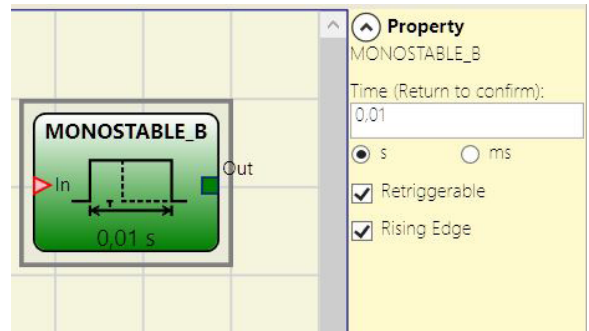 MONOSTABLE_B
In
Out
T
0,01 s
Property
MONOSTABLE_B
Time (Return to confirm):
0,01
s
ms
Retriggerable
Rising Edge